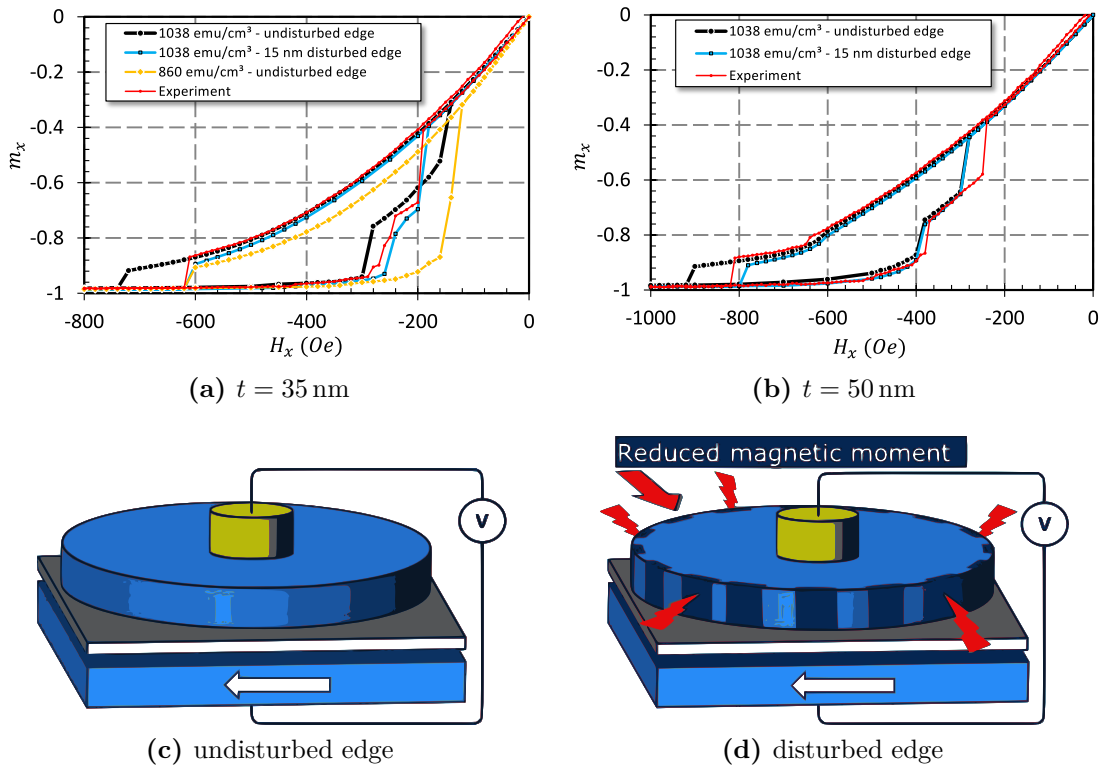 1038 emu/cm³ - undisturbed edge
1038 emu/cm³ - 15 nm disturbed edge
860 emu/cm³ - undisturbed edge
Experiment
0
-0.2
-0.4
-0.6
-0.8
-1
m_x
-800
-600
-400
-200
0
H_x (Oe)
(a) t = 35 nm
1038 emu/cm³ - undisturbed edge
1038 emu/cm³ - 15 nm disturbed edge
Experiment
0
-0.2
-0.4
-0.6
-0.8
-1
m_x
-1000
-800
-600
-400
-200
0
H_x (Oe)
(b) t = 50 nm
V
(c) undisturbed edge
Reduced magnetic moment
V
(d) disturbed edge